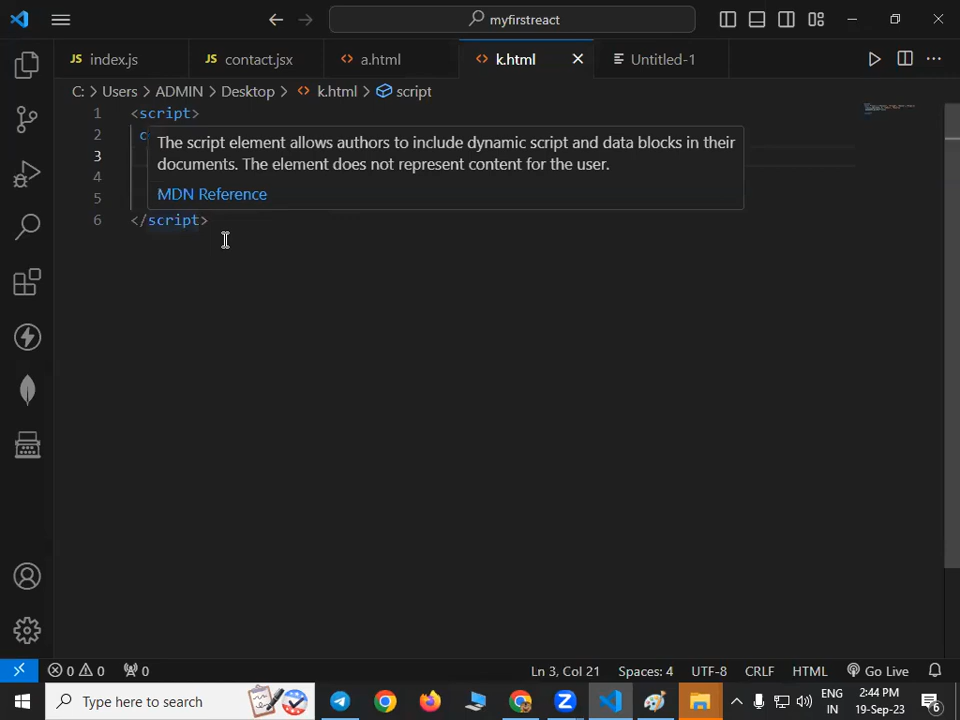 myfirstreact
JS index.js
JS contact.jsx
<> a.html
<> k.html
Untitled-1
C: > Users > ADMIN > Desktop > <> k.html > script
1 <script>
2 c
The script element allows authors to include dynamic script and data blocks in their
3
documents. The element does not represent content for the user.
4
MDN Reference
5
6 </script>
0 0 0
Ln 3, Col 21
Spaces: 4
UTF-8
CRLF
HTML
Go Live
Type here to search
ENG
IN
2:44 PM
19-Sep-23
6